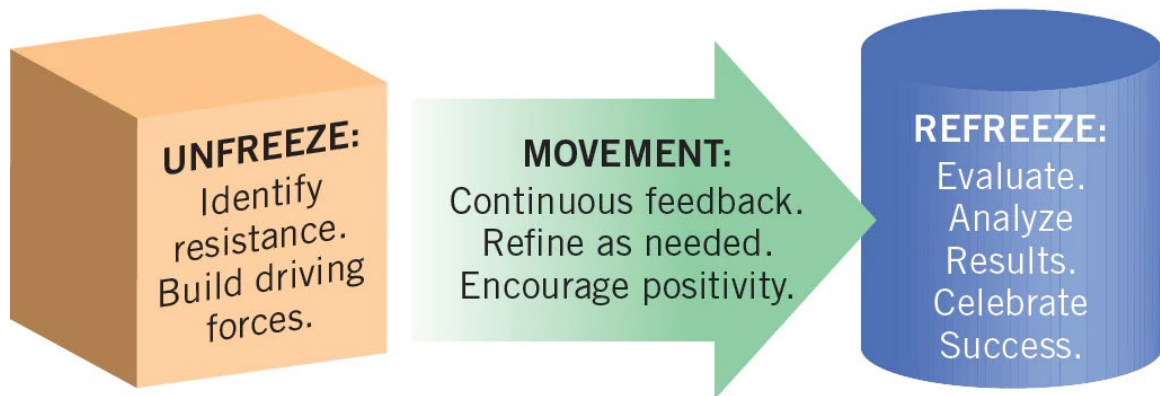 UNFREEZE:
Identify
resistance.
Build driving
forces.
MOVEMENT:
Continuous feedback.
Refine as needed.
Encourage positivity.
REFREEZE:
Evaluate.
Analyze
Results.
Celebrate
Success.